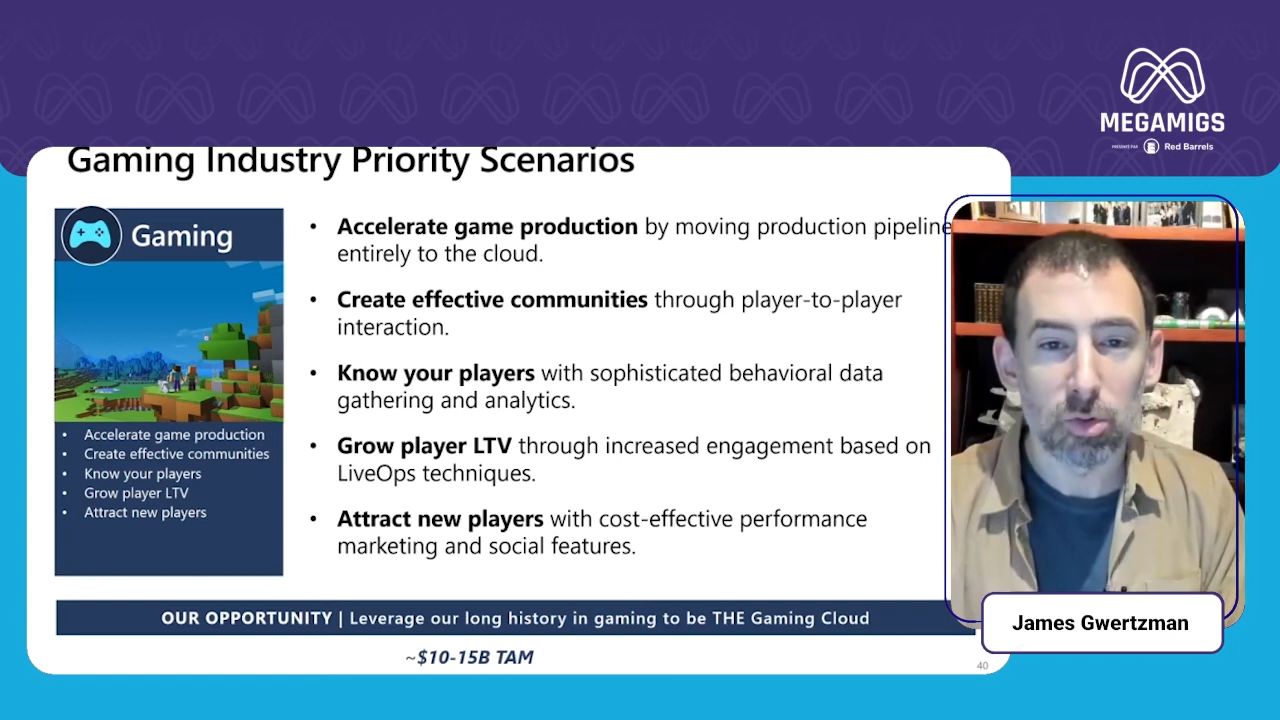 MEGAMIGS
PRÉSENTÉ PAR Red Barrels
Gaming Industry Priority Scenarios
Gaming
• Accelerate game production
• Create effective communities
• Know your players
• Grow player LTV
• Attract new players
• Accelerate game production by moving production pipeline
entirely to the cloud.
• Create effective communities through player-to-player
interaction.
• Know your players with sophisticated behavioral data
gathering and analytics.
• Grow player LTV through increased engagement based on
LiveOps techniques.
• Attract new players with cost-effective performance
marketing and social features.
OUR OPPORTUNITY | Leverage our long history in gaming to be THE Gaming Cloud
~$10-15B TAM
40
James Gwertzman